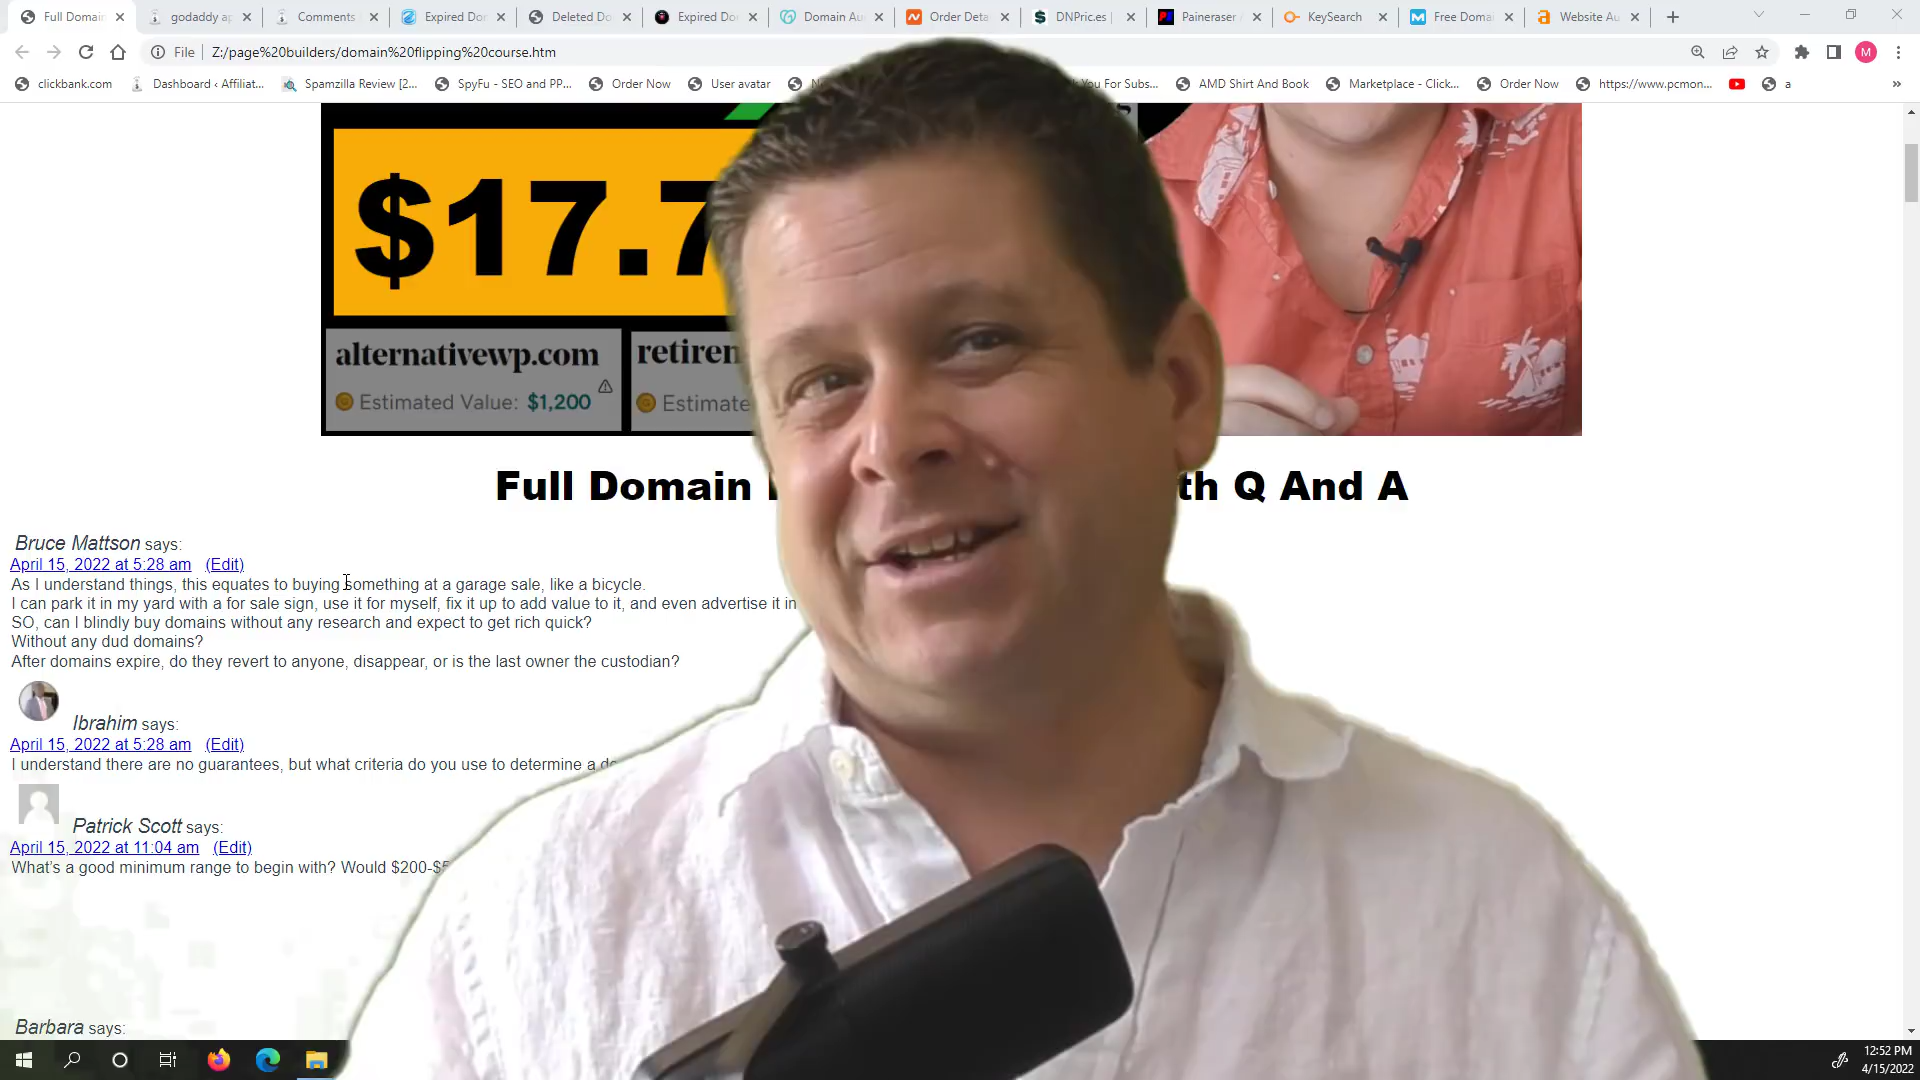 Full Domain
godaddy ap
Comments
Expired Dor
Deleted Do
Expired Dor
Domain Au
Order Deta
DNPric.es |
Paineraser
KeySearch
Free Domai
Website Au
File
Z:/page%20builders/domain%20flipping%20course.htm
M
clickbank.com
Dashboard ‹ Affiliat...
Spamzilla Review [2...
SpyFu - SEO and PP...
Order Now
User avatar
You For Subs...
AMD Shirt And Book
Marketplace - Click...
Order Now
https://www.pcmon...
a
»
$17.7
alternativewp.com
Estimated Value: $1,200
retirem
Estimate
Full Domain
th Q And A
Bruce Mattson says:
April 15, 2022 at 5:28 am (Edit)
As I understand things, this equates to buying something at a garage sale, like a bicycle.
I can park it in my yard with a for sale sign, use it for myself, fix it up to add value to it, and even advertise it in
SO, can I blindly buy domains without any research and expect to get rich quick?
Without any dud domains?
After domains expire, do they revert to anyone, disappear, or is the last owner the custodian?
Ibrahim says:
April 15, 2022 at 5:28 am (Edit)
I understand there are no guarantees, but what criteria do you use to determine a
Patrick Scott says:
April 15, 2022 at 11:04 am (Edit)
What's a good minimum range to begin with? Would $200-$5
Barbara says:
12:52 PM
4/15/2022